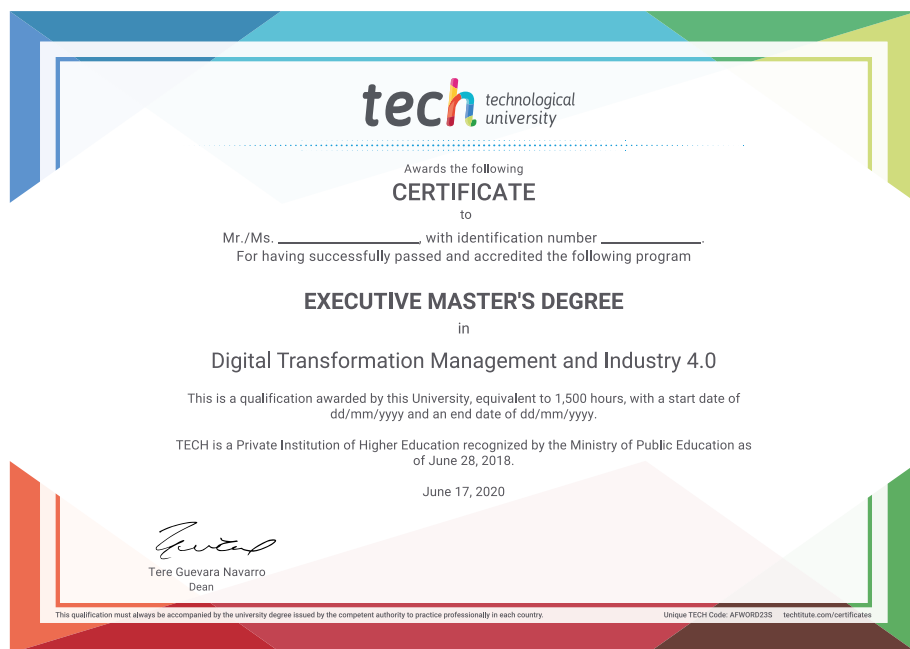 tech technological
university
Awards the following
CERTIFICATE
to
Mr./Ms. ____________________, with identification number ______________.
For having successfully passed and accredited the following program
EXECUTIVE MASTER'S DEGREE
in
Digital Transformation Management and Industry 4.0
This is a qualification awarded by this University, equivalent to 1,500 hours, with a start date of
dd/mm/yyyy and an end date of dd/mm/yyyy.
TECH is a Private Institution of Higher Education recognized by the Ministry of Public Education as
of June 28, 2018.
June 17, 2020
Tere Guevara Navarro
Dean
This qualification must always be accompanied by the university degree issued by the competent authority to practice professionally in each country. Unique TECH Code: AFWORD23S techtitute.com/certificates